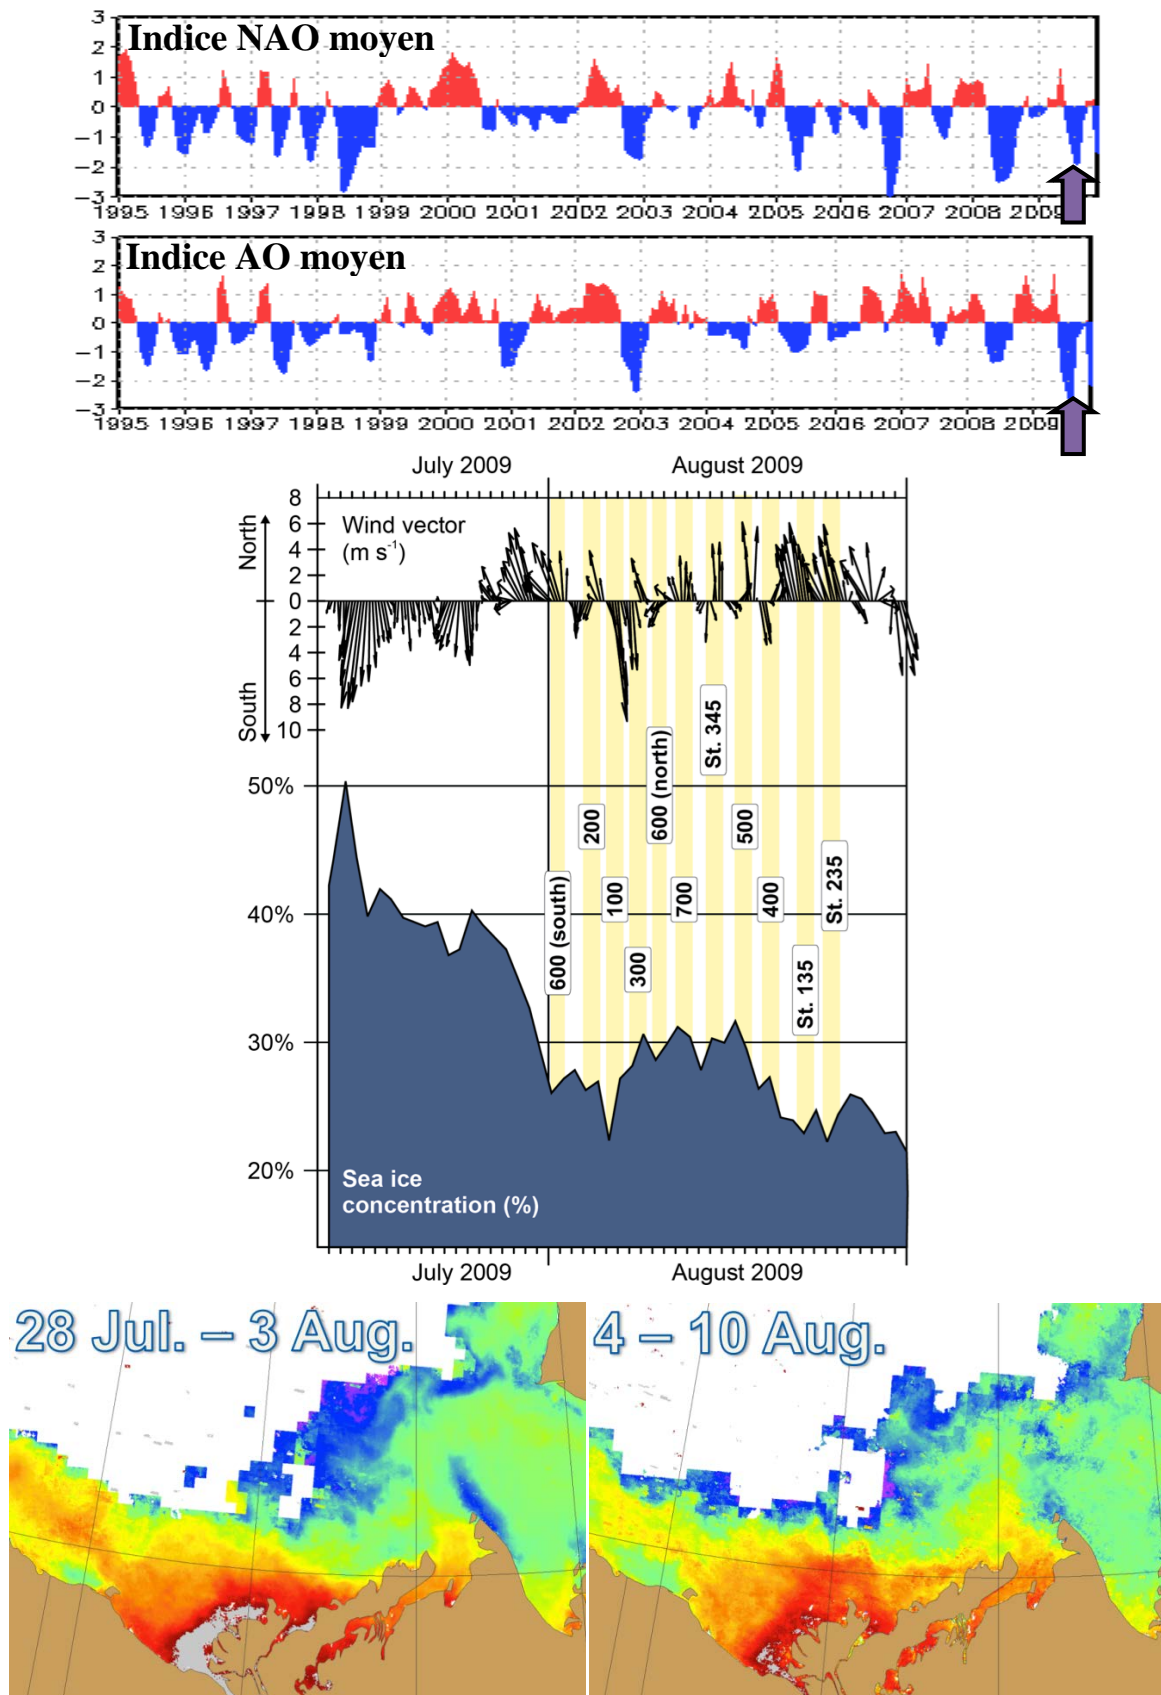 Indice NAO moyen
3
2
1
0
-1
-2
-3
1995 1996 1997 1998 1999 2000 2001 2002 2003 2004 2005 2006 2007 2008 2009
Indice AO moyen
3
2
1
0
-1
-2
-3
1995 1996 1997 1998 1999 2000 2001 2002 2003 2004 2005 2006 2007 2008 2009
July 2009 August 2009
North
South
8
6
4
2
0
2
4
6
8
10
Wind vector
(m s-1)
50%
40%
30%
20%
600 (south)
200
100
300
600 (north)
700
St. 345
500
400
St. 135
St. 235
Sea ice
concentration (%)
July 2009 August 2009
28 Jul. – 3 Aug.
4 – 10 Aug.